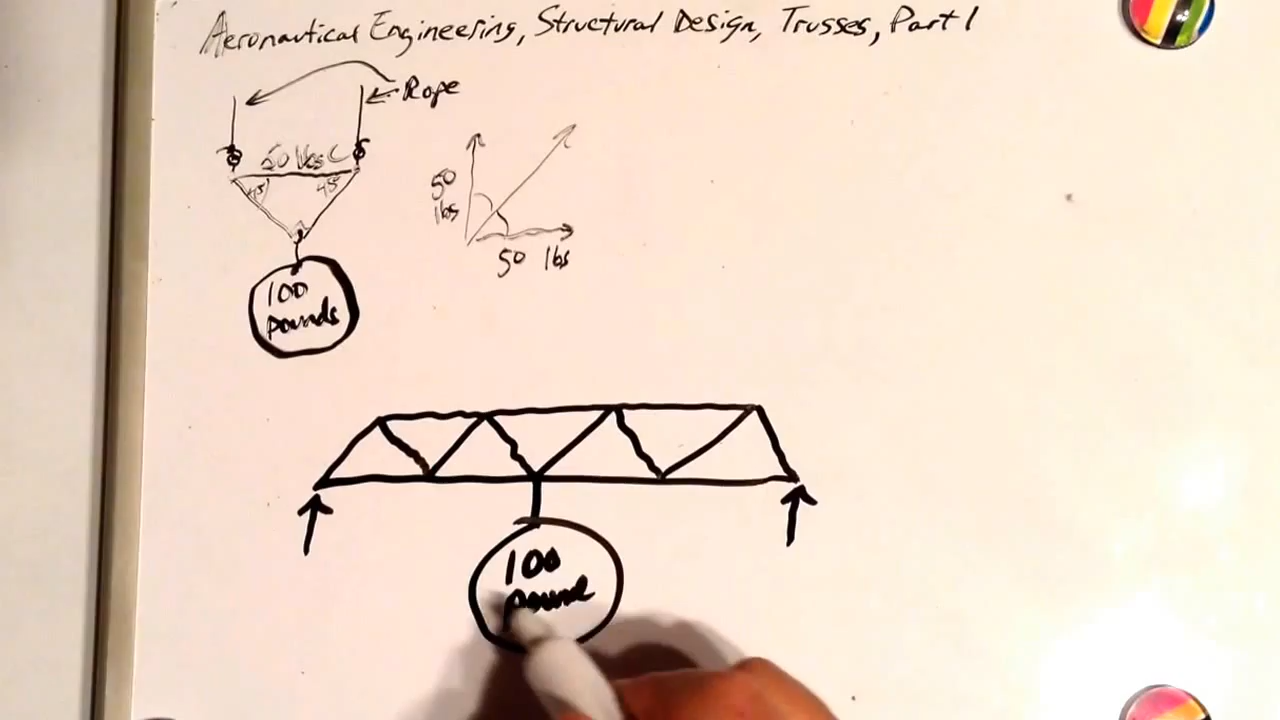 Aeronautical Engineering, Structural Design, Trusses, Part 1
Rope
50 lbs C
45 45
50
lbs
50 lbs
100
pounds
100
pound